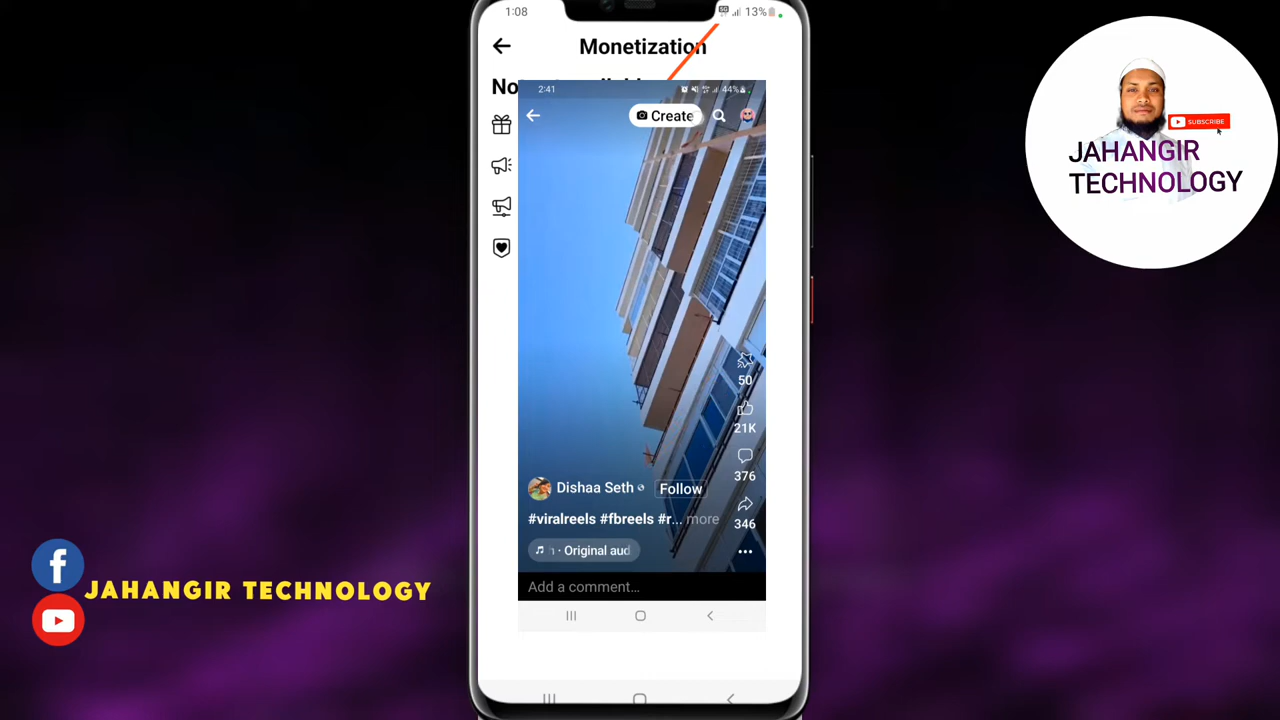 1:08
5G
13%
Monetization
No
2:41
44%
Create
50
21K
376
346
Dishaa Seth
Follow
#viralreels #fbreels #r... more
· Original aud
Add a comment...
SUBSCRIBE
JAHANGIR
TECHNOLOGY
JAHANGIR TECHNOLOGY